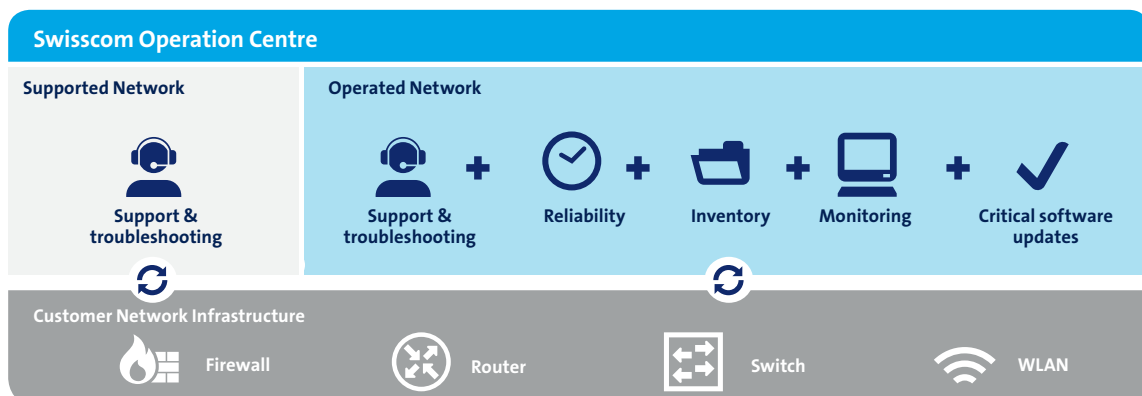 Swisscom Operation Centre
Supported Network
Support &
troubleshooting
Operated Network
Support &
troubleshooting
Reliability
Inventory
Monitoring
Critical software
updates
Customer Network Infrastructure
Firewall
Router
Switch
WLAN